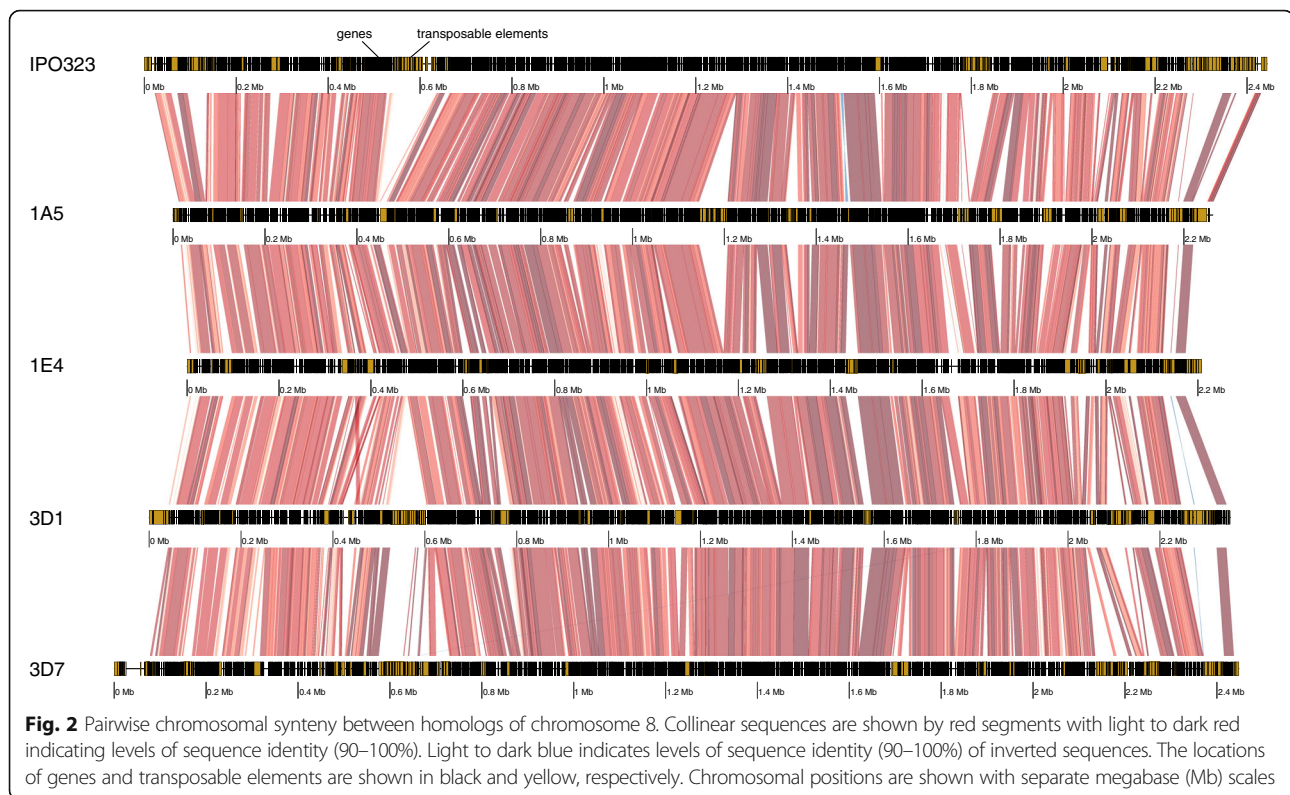 genes transposable elements
IPO323
0 Mb 0.2 Mb 0.4 Mb 0.6 Mb 0.8 Mb 1 Mb 1.2 Mb 1.4 Mb 1.6 Mb 1.8 Mb 2 Mb 2.2 Mb 2.4 Mb
1A5
0 Mb 0.2 Mb 0.4 Mb 0.6 Mb 0.8 Mb 1 Mb 1.2 Mb 1.4 Mb 1.6 Mb 1.8 Mb 2 Mb 2.2 Mb
1E4
0 Mb 0.2 Mb 0.4 Mb 0.6 Mb 0.8 Mb 1 Mb 1.2 Mb 1.4 Mb 1.6 Mb 1.8 Mb 2 Mb 2.2 Mb
3D1
0 Mb 0.2 Mb 0.4 Mb 0.6 Mb 0.8 Mb 1 Mb 1.2 Mb 1.4 Mb 1.6 Mb 1.8 Mb 2 Mb 2.2 Mb
3D7
0 Mb 0.2 Mb 0.4 Mb 0.6 Mb 0.8 Mb 1 Mb 1.2 Mb 1.4 Mb 1.6 Mb 1.8 Mb 2 Mb 2.2 Mb 2.4 Mb
Fig. 2 Pairwise chromosomal synteny between homologs of chromosome 8. Collinear sequences are shown by red segments with light to dark red
indicating levels of sequence identity (90–100%). Light to dark blue indicates levels of sequence identity (90–100%) of inverted sequences. The locations
of genes and transposable elements are shown in black and yellow, respectively. Chromosomal positions are shown with separate megabase (Mb) scales